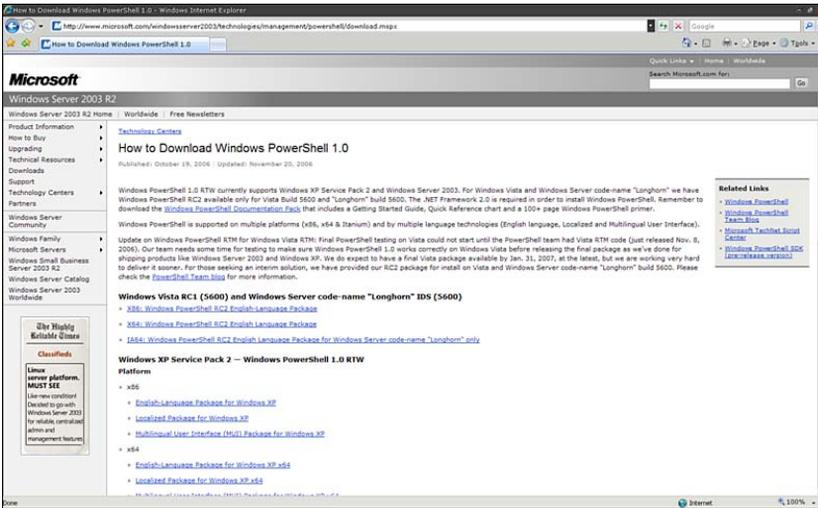 How to Download Windows PowerShell 1.0 - Windows Internet Explorer
http://www.microsoft.com/windowsserver2003/technologies/management/powershell/download.mspx
Google
How to Download Windows PowerShell 1.0
Page
Tools
Quick Links
Home
Worldwide
Microsoft
Search Microsoft.com for:
Go
Windows Server 2003 R2
Windows Server 2003 R2 Home | Worldwide | Free Newsletters
Product Information
How to Buy
Upgrading
Technical Resources
Downloads
Support
Technology Centers
Partners
Windows Server
Community
Windows Family
Microsoft Servers
Windows Small Business
Server 2003 R2
Windows Server Catalog
Windows Server 2003
Worldwide
The Highly
Reliable Times
Classifieds
Linux
server platform.
MUST SEE
Like-new condition!
Decided to go with
Windows Server 2003
for reliable, centralized
admin and
management features
Technology Centers
How to Download Windows PowerShell 1.0
Published: October 19, 2006 | Updated: November 20, 2006
Windows PowerShell 1.0 RTW currently supports Windows XP Service Pack 2 and Windows Server 2003. For Windows Vista and Windows Server code-name "Longhorn" we have
Windows PowerShell RC2 available only for Vista Build 5600 and "Longhorn" build 5600. The .NET Framework 2.0 is required in order to install Windows PowerShell. Remember to
download the Windows PowerShell Documentation Pack that includes a Getting Started Guide, Quick Reference chart and a 100+ page Windows PowerShell primer.
Windows PowerShell is supported on multiple platforms (x86, x64 & Itanium) and by multiple language technologies (English language, Localized and Multilingual User Interface).
Update on Windows PowerShell RTM for Windows Vista RTM: Final PowerShell testing on Vista could not start until the PowerShell team had Vista RTM code (just released Nov. 8,
2006). Our team needs some time for testing to make sure Windows PowerShell 1.0 works correctly on Windows Vista before releasing the final package as we've done for
shipping products like Windows Server 2003 and Windows XP. We do expect to have a final Vista package available by Jan. 31, 2007, at the latest, but we are working very hard
to deliver it sooner. For those seeking an interim solution, we have provided our RC2 package for install on Vista and Windows Server code-name "Longhorn" build 5600. Please
check the PowerShell Team blog for more information.
Windows Vista RC1 (5600) and Windows Server code-name "Longhorn" IDS (5600)
X86: Windows PowerShell RC2 English-Language Package
X64: Windows PowerShell RC2 English-Language Package
IA64: Windows PowerShell RC2 English-Language Package for Windows Server code-name "Longhorn" only
Windows XP Service Pack 2 — Windows PowerShell 1.0 RTW
Platform
x86
English-Language Package for Windows XP
Localized Package for Windows XP
Multilingual User Interface (MUI) Package for Windows XP
x64
English-Language Package for Windows XP x64
Localized Package for Windows XP x64
Multilingual User Interface (MUI) Package for Windows XP x64
Related Links
Windows PowerShell
Windows PowerShell
Team Blog
Microsoft TechNet Script
Center
Windows PowerShell SDK
(pre-release version)
Done
Internet
100%